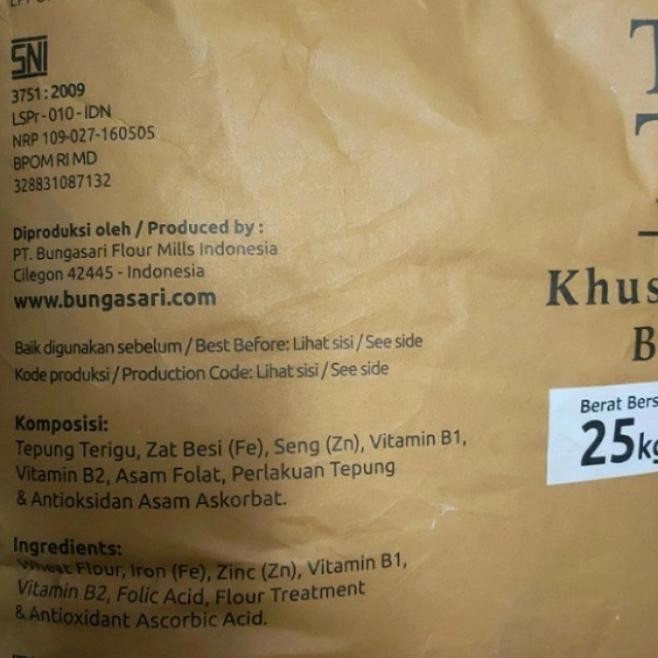 SNI
3751 : 2009
LSPr - 010 - IDN
NRP 109-027-160505
BPOM RI MD
328831087132
Diproduksi oleh / Produced by :
PT. Bungasari Flour Mills Indonesia
Cilegon 42445 - Indonesia
www.bungasari.com
Baik digunakan sebelum / Best Before: Lihat sisi / See side
Kode produksi / Production Code: Lihat sisi / See side
Komposisi:
Tepung Terigu, Zat Besi (Fe), Seng (Zn), Vitamin B1,
Vitamin B2, Asam Folat, Perlakuan Tepung
& Antioksidan Asam Askorbat.
Ingredients:
Wheat Flour, Iron (Fe), Zinc (Zn), Vitamin B1,
Vitamin B2, Folic Acid, Flour Treatment
& Antioxidant Ascorbic Acid.
T
T
Khus
B
Berat Bers
25kg